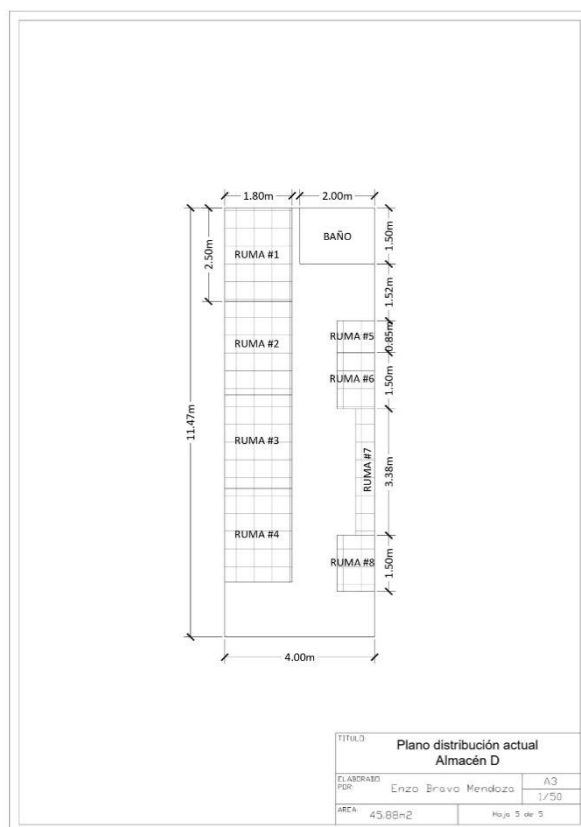 1.80m
2.00m
BAÑO
1.50m
2.50m
RUMA #1
1.52m
RUMA #2
RUMA #5
0.85m
RUMA #6
1.50m
11.47m
RUMA #3
RUMA #7
3.38m
RUMA #4
RUMA #8
1.50m
4.00m
TITULO:
Plano distribución actual
Almacén D
ELABORADO
POR:
Enzo Bravo Mendoza
A3
1/50
AREA:
45.88m2
Hoja 5 de 5